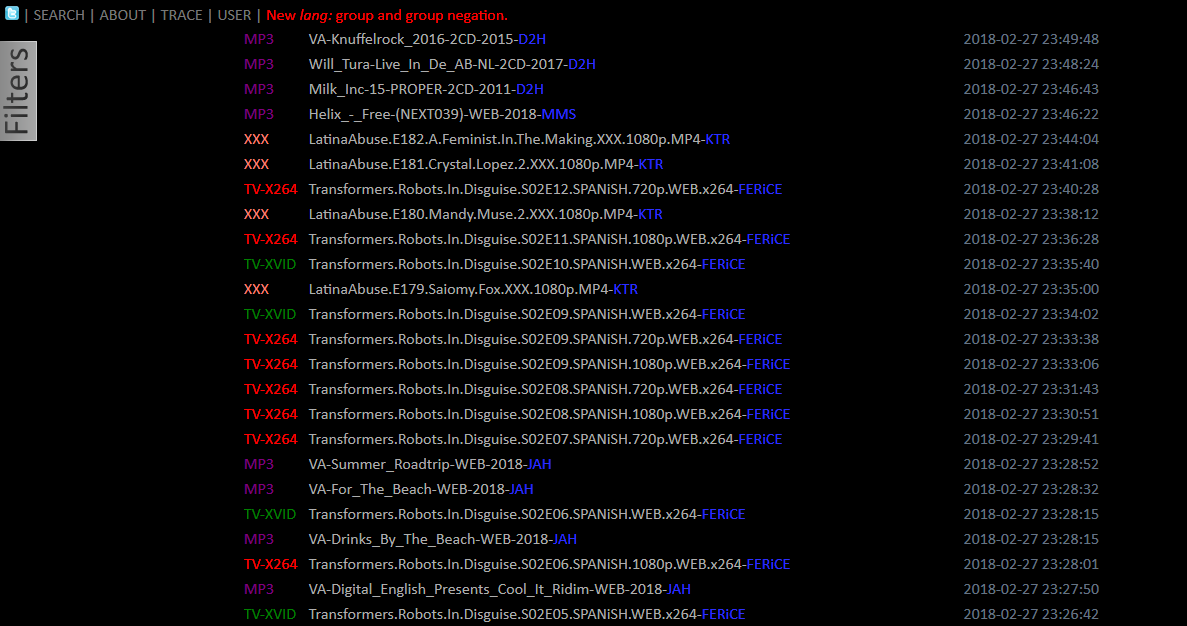 | SEARCH | ABOUT | TRACE | USER | New lang: group and group negation.
Filters
MP3 VA-Knuffelrock_2016-2CD-2015-D2H 2018-02-27 23:49:48
MP3 Will_Tura-Live_In_De_AB-NL-2CD-2017-D2H 2018-02-27 23:48:24
MP3 Milk_Inc-15-PROPER-2CD-2011-D2H 2018-02-27 23:46:43
MP3 Helix_-_Free-(NEXT039)-WEB-2018-MMS 2018-02-27 23:46:22
XXX LatinaAbuse.E182.A.Feminist.In.The.Making.XXX.1080p.MP4-KTR 2018-02-27 23:44:04
XXX LatinaAbuse.E181.Crystal.Lopez.2.XXX.1080p.MP4-KTR 2018-02-27 23:41:08
TV-X264 Transformers.Robots.In.Disguise.S02E12.SPANiSH.720p.WEB.x264-FERiCE 2018-02-27 23:40:28
XXX LatinaAbuse.E180.Mandy.Muse.2.XXX.1080p.MP4-KTR 2018-02-27 23:38:12
TV-X264 Transformers.Robots.In.Disguise.S02E11.SPANiSH.1080p.WEB.x264-FERiCE 2018-02-27 23:36:28
TV-XVID Transformers.Robots.In.Disguise.S02E10.SPANiSH.WEB.x264-FERiCE 2018-02-27 23:35:40
XXX LatinaAbuse.E179.Saiomy.Fox.XXX.1080p.MP4-KTR 2018-02-27 23:35:00
TV-XVID Transformers.Robots.In.Disguise.S02E09.SPANiSH.WEB.x264-FERiCE 2018-02-27 23:34:02
TV-X264 Transformers.Robots.In.Disguise.S02E09.SPANiSH.720p.WEB.x264-FERiCE 2018-02-27 23:33:38
TV-X264 Transformers.Robots.In.Disguise.S02E09.SPANiSH.1080p.WEB.x264-FERiCE 2018-02-27 23:33:06
TV-X264 Transformers.Robots.In.Disguise.S02E08.SPANiSH.720p.WEB.x264-FERiCE 2018-02-27 23:31:43
TV-X264 Transformers.Robots.In.Disguise.S02E08.SPANiSH.1080p.WEB.x264-FERiCE 2018-02-27 23:30:51
TV-X264 Transformers.Robots.In.Disguise.S02E07.SPANiSH.720p.WEB.x264-FERiCE 2018-02-27 23:29:41
MP3 VA-Summer_Roadtrip-WEB-2018-JAH 2018-02-27 23:28:52
MP3 VA-For_The_Beach-WEB-2018-JAH 2018-02-27 23:28:32
TV-XVID Transformers.Robots.In.Disguise.S02E06.SPANiSH.WEB.x264-FERiCE 2018-02-27 23:28:15
MP3 VA-Drinks_By_The_Beach-WEB-2018-JAH 2018-02-27 23:28:15
TV-X264 Transformers.Robots.In.Disguise.S02E06.SPANiSH.1080p.WEB.x264-FERiCE 2018-02-27 23:28:01
MP3 VA-Digital_English_Presents_Cool_It_Ridim-WEB-2018-JAH 2018-02-27 23:27:50
TV-XVID Transformers.Robots.In.Disguise.S02E05.SPANiSH.WEB.x264-FERiCE 2018-02-27 23:26:42